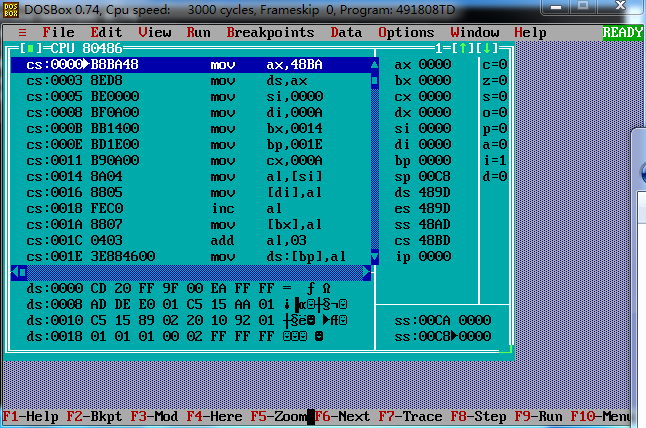 DOSBox 0.74, Cpu speed: 3000 cycles, Frameskip 0, Program: 491808TD
≡ File Edit View Run Breakpoints Data Options Window Help READY
[■]=CPU 80486 1=[↑][↓]
cs:0000►B8BA48 mov ax,48BA ax 0000 c=0
cs:0003 8ED8 mov ds,ax bx 0000 z=0
cs:0005 BE0000 mov si,0000 cx 0000 s=0
cs:0008 BF0A00 mov di,000A dx 0000 o=0
cs:000B BB1400 mov bx,0014 si 0000 p=0
cs:000E BD1E00 mov bp,001E di 0000 a=0
cs:0011 B90A00 mov cx,000A bp 0000 i=1
cs:0014 8A04 mov al,[si] sp 00C8 d=0
cs:0016 8805 mov [di],al ds 489D
cs:0018 FEC0 inc al es 489D
cs:001A 8807 mov [bx],al ss 48AD
cs:001C 0403 add al,03 cs 48BD
cs:001E 3E884600 mov ds:[bp],al ip 0000
ds:0000 CD 20 FF 9F 00 EA FF FF = ƒ Ω
ds:0008 AD DE E0 01 C5 15 AA 01
ds:0010 C5 15 89 02 20 10 92 01 ss:00CA 0000
ds:0018 01 01 01 00 02 FF FF FF ss:00C8►0000
F1-Help F2-Bkpt F3-Mod F4-Here F5-Zoom F6-Next F7-Trace F8-Step F9-Run F10-Menu